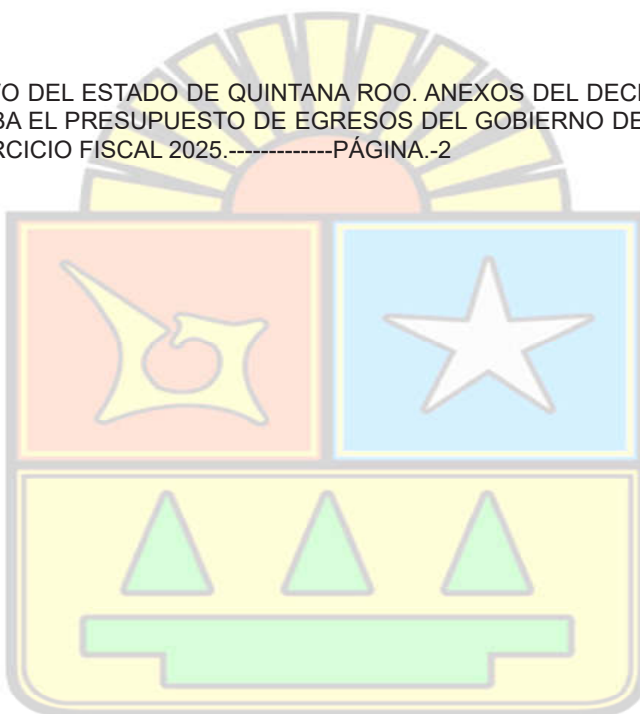 TO DEL ESTADO DE QUINTANA ROO. ANEXOS DEL DEC
BA EL PRESUPUESTO DE EGRESOS DEL GOBIERNO DE
RCICIO FISCAL 2025.-------------PÁGINA.-2